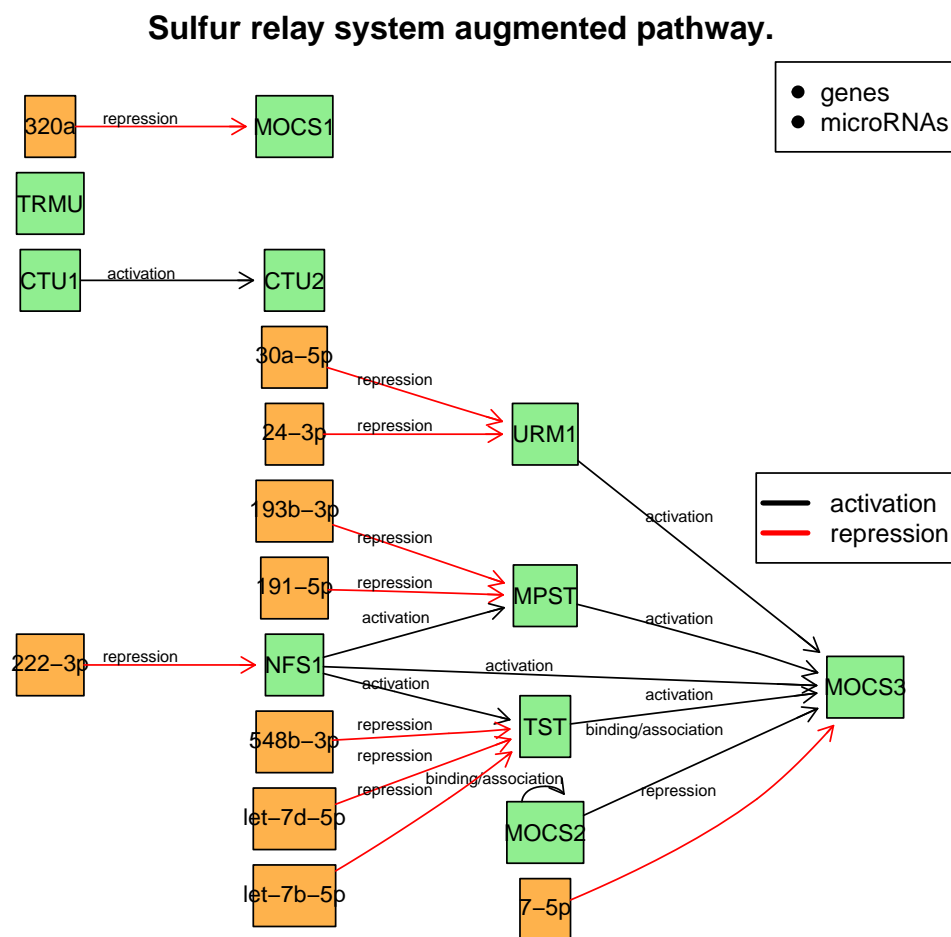 Sulfur relay system augmented pathway.
genes
microRNAs
320a
repression
MOCS1
TRMU
CTU1
activation
CTU2
30a−5p
repression
24−3p
repression
URM1
193b−3p
repression
activation
activation
repression
191−5p
repression
MPST
activation
activation
222−3p
repression
NFS1
activation
activation
MOCS3
activation
548b−3p
repression
TST
binding/association
repression
binding/association
let−7d−5p
repression
MOCS2
repression
let−7b−5p
7−5p